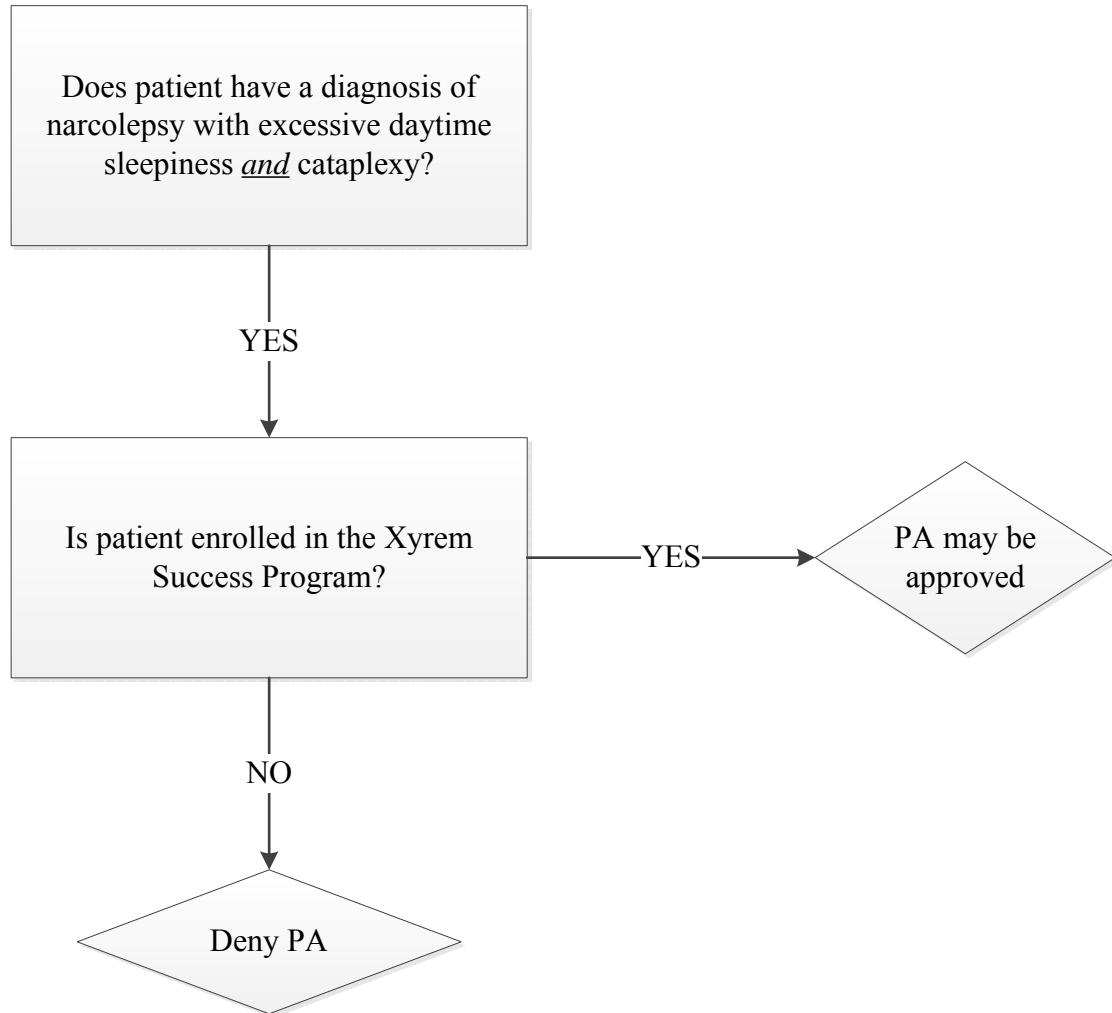 Does patient have a diagnosis of
narcolepsy with excessive daytime
sleepiness and cataplexy?
YES
Is patient enrolled in the Xyrem
Success Program?
YES
PA may be
approved
NO
Deny PA